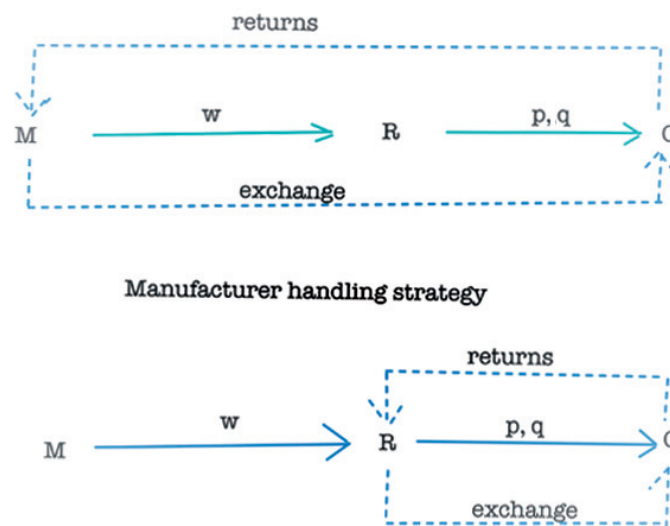 returns
M w R p, q C
exchange
Manufacturer handling strategy
returns
M w R p, q C
exchange